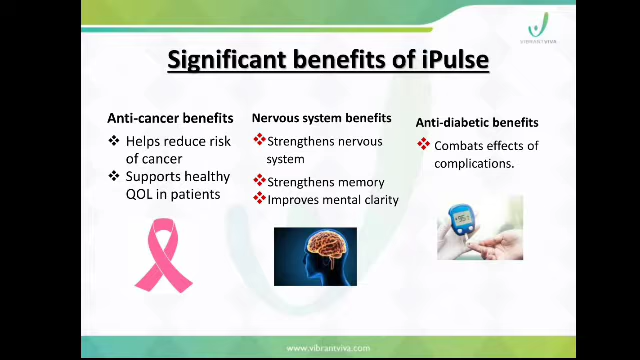 VIBRANT VIVA
Significant benefits of iPulse
Anti-cancer benefits
Helps reduce risk
of cancer
Supports healthy
QOL in patients
Nervous system benefits
Strengthens nervous
system
Strengthens memory
Improves mental clarity
Anti-diabetic benefits
Combats effects of
complications.
www.vibrantviva.com